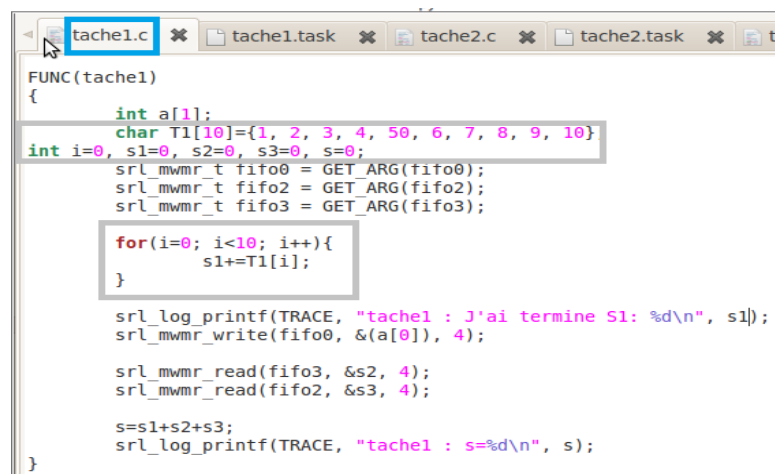 tache1.c tache1.task tache2.c tache2.task t
FUNC(tache1)
{
int a[1];
char T1[10]={1, 2, 3, 4, 50, 6, 7, 8, 9, 10}
int i=0, s1=0, s2=0, s3=0, s=0;
srl_mwmr_t fifo0 = GET_ARG(fifo0);
srl_mwmr_t fifo2 = GET_ARG(fifo2);
srl_mwmr_t fifo3 = GET_ARG(fifo3);
for(i=0; i<10; i++){
s1+=T1[i];
}
srl_log_printf(TRACE, "tache1 : J'ai termine S1: %d\n", s1);
srl_mwmr_write(fifo0, &(a[0]), 4);
srl_mwmr_read(fifo3, &s2, 4);
srl_mwmr_read(fifo2, &s3, 4);
s=s1+s2+s3;
srl_log_printf(TRACE, "tache1 : s=%d\n", s);
}